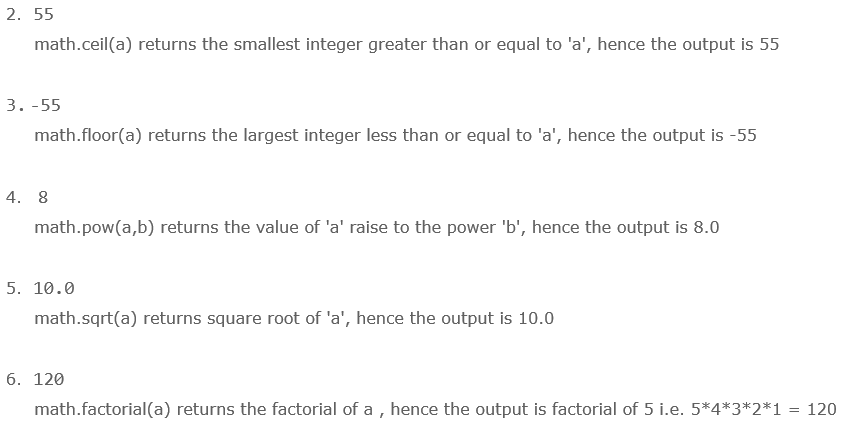 2. 55
math.ceil(a) returns the smallest integer greater than or equal to 'a', hence the output is 55
3. -55
math.floor(a) returns the largest integer less than or equal to 'a', hence the output is -55
4. 8
math.pow(a,b) returns the value of 'a' raise to the power 'b', hence the output is 8.0
5. 10.0
math.sqrt(a) returns square root of 'a', hence the output is 10.0
6. 120
math.factorial(a) returns the factorial of a , hence the output is factorial of 5 i.e. 5*4*3*2*1 = 120